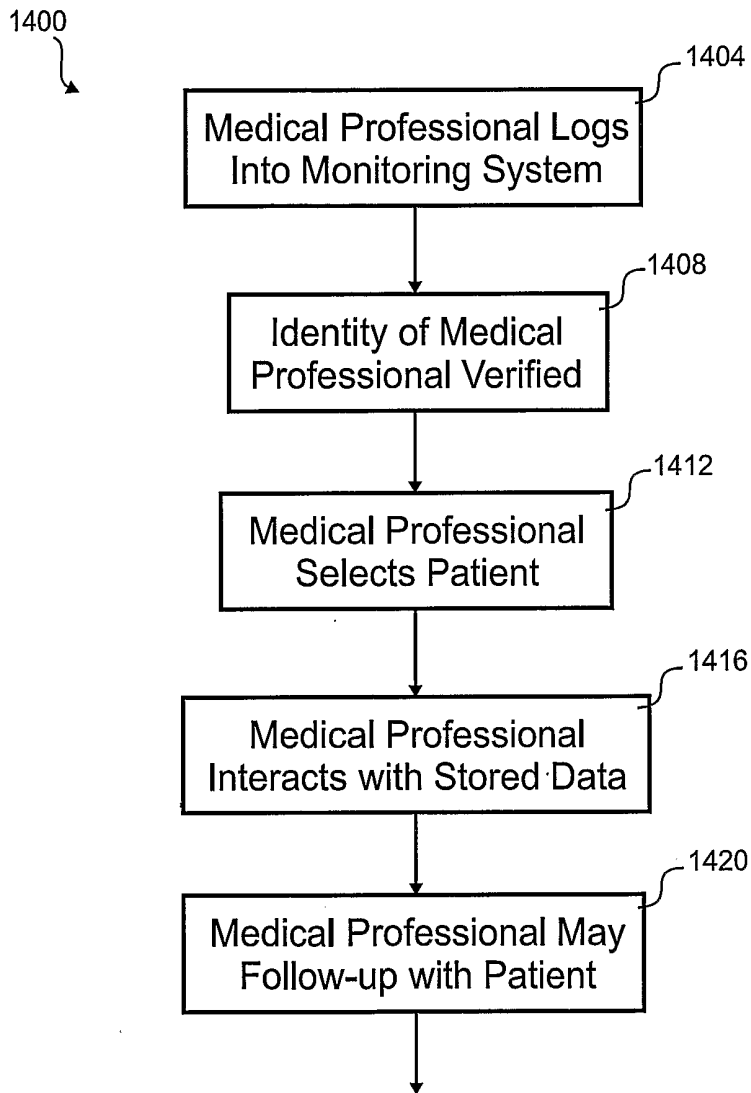 1400
1404
Medical Professional Logs
Into Monitoring System
1408
Identity of Medical
Professional Verified
1412
Medical Professional
Selects Patient
1416
Medical Professional
Interacts with Stored Data
1420
Medical Professional May
Follow-up with Patient